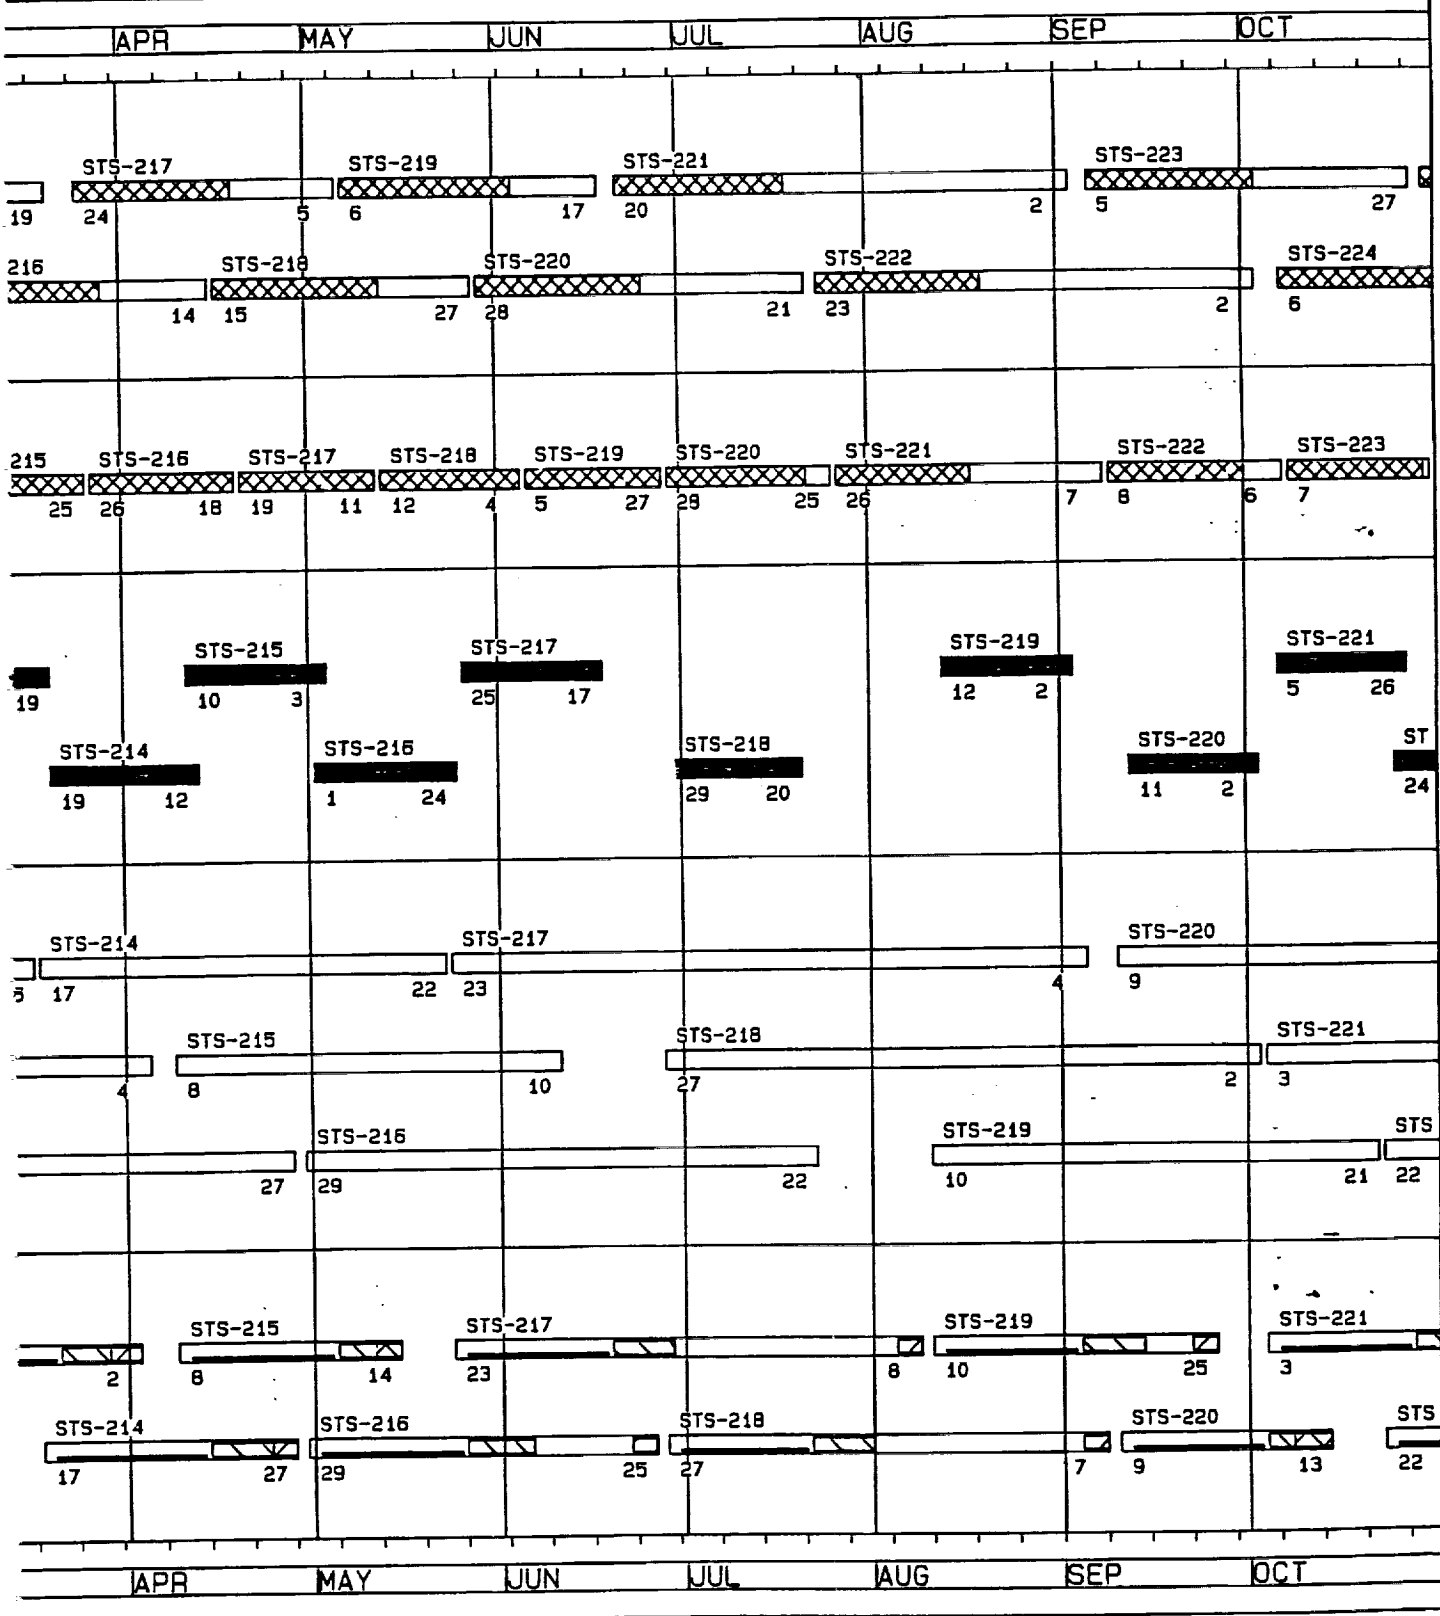 APR MAY JUN JUL AUG SEP OCT
STS-217 STS-219 STS-221 STS-223
19 24 5 6 17 20 2 5 27
216 STS-218 STS-220 STS-222 STS-224
14 15 27 28 21 23 2 6
215 STS-216 STS-217 STS-218 STS-219 STS-220 STS-221 STS-222 STS-223
25 26 18 19 11 12 4 5 27 28 25 26 7 8 6 7
STS-215 STS-217 STS-219 STS-221
19 10 3 25 17 12 2 5 26
STS-214 STS-216 STS-218 STS-220 ST
19 12 1 24 29 20 11 2 24
STS-214 STS-217 STS-220
17 22 23 4 9
STS-215 STS-218 STS-221
4 8 10 27 2 3
STS-216 STS-219 STS
27 29 22 10 21 22
STS-215 STS-217 STS-219 STS-221
2 8 14 23 8 10 25 3
STS-214 STS-216 STS-218 STS-220 STS
17 27 29 25 27 7 9 13 22
APR MAY JUN JUL AUG SEP OCT